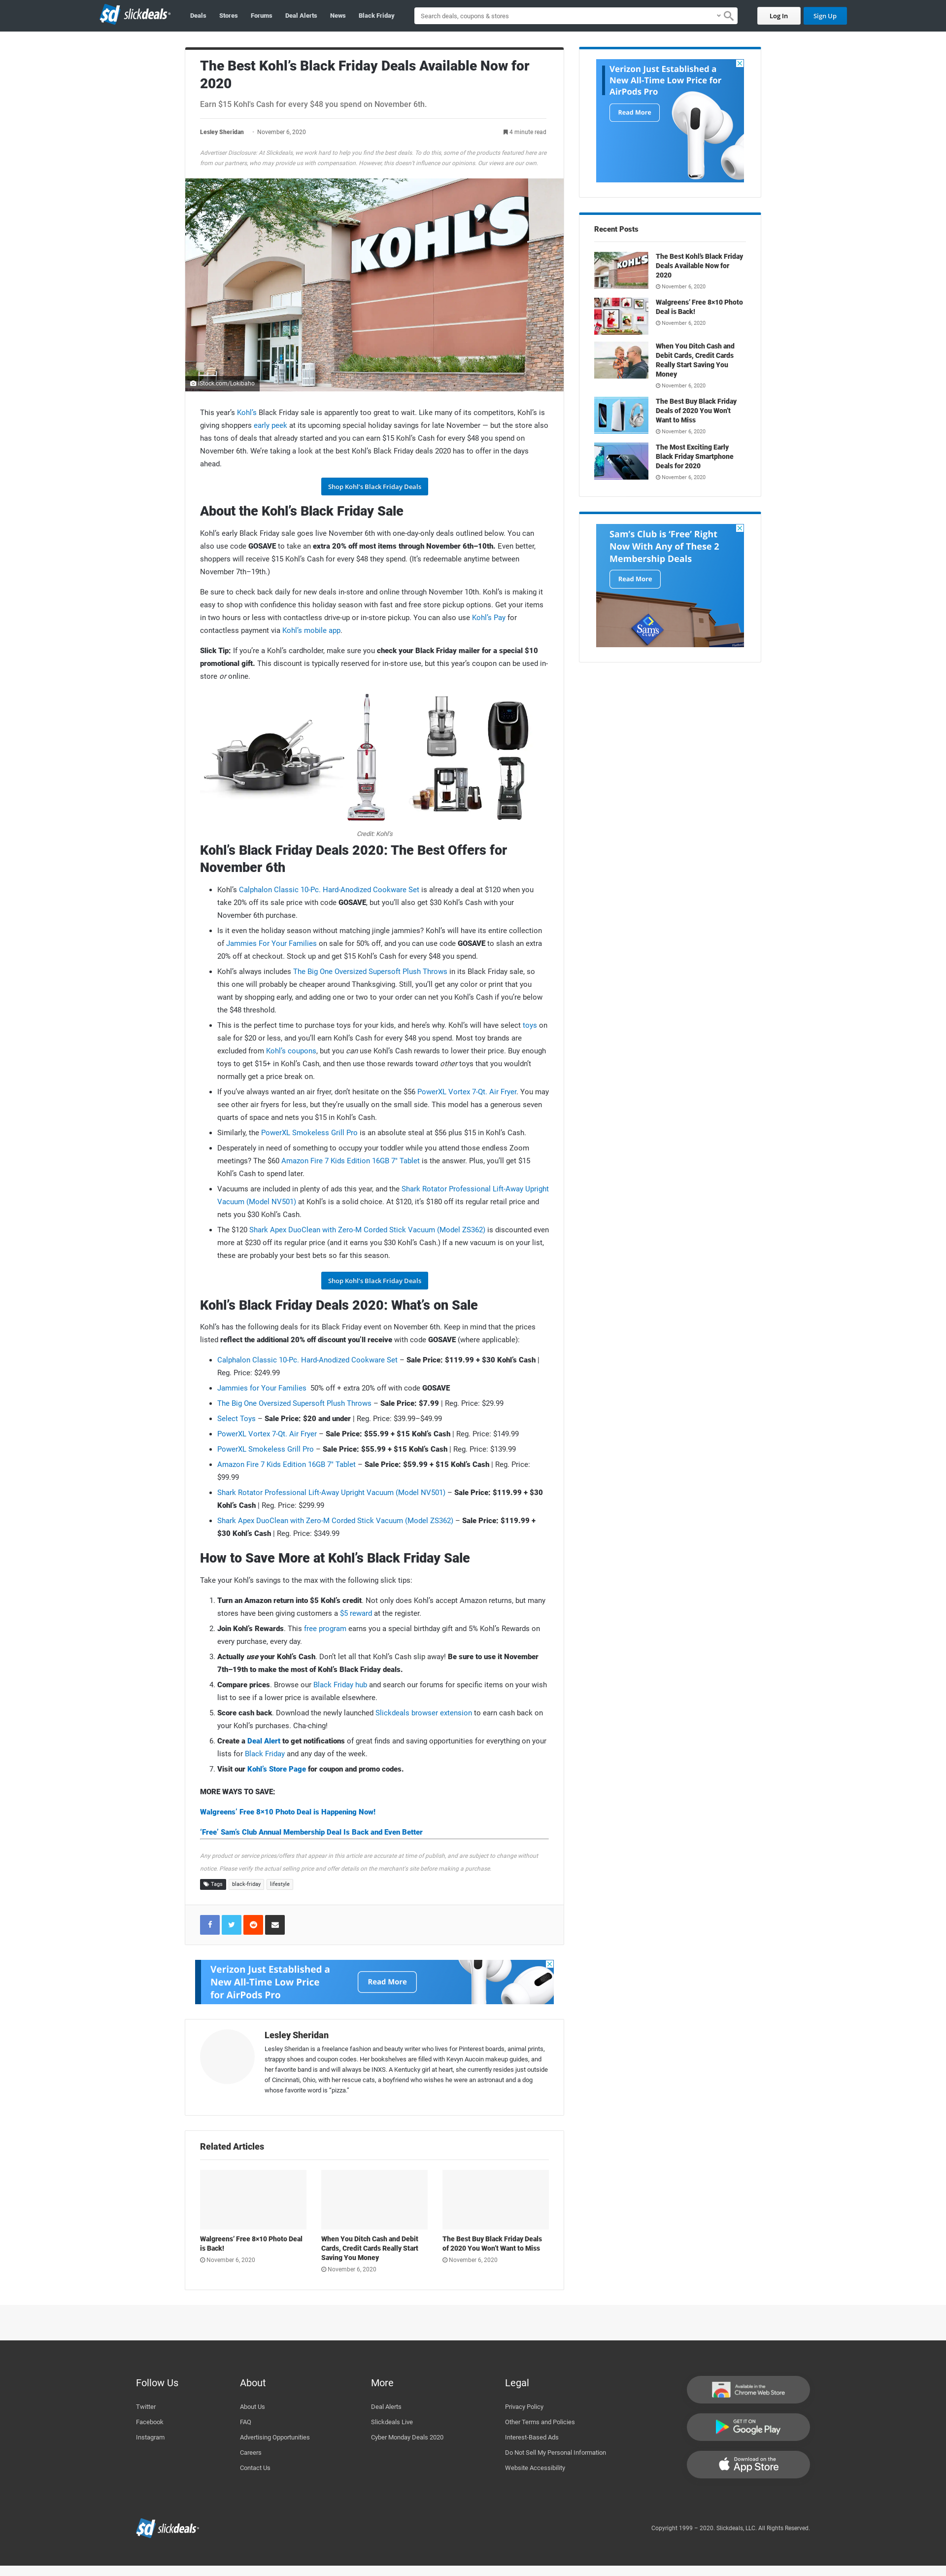 slickdeals
Deals Stores Forums Deal Alerts News Black Friday
Search deals, coupons & stores
Log In
Sign Up
The Best Kohl's Black Friday Deals Available Now for
2020
Earn $15 Kohl's Cash for every $48 you spend on November 6th.
Lesley Sheridan · November 6, 2020
4 minute read
Advertiser Disclosure: At Slickdeals, we work hard to help you find the best deals. To do this, some of the products featured here are
from our partners, who may provide us with compensation. However, this doesn't influence our opinions. Our views are our own.
KOHL'S
iStock.com/Lokibaho
This year's Kohl's Black Friday sale is apparently too great to wait. Like many of its competitors, Kohl's is
giving shoppers early peek at its upcoming special holiday savings for late November — but the store also
has tons of deals that already started and you can earn $15 Kohl's Cash for every $48 you spend on
November 6th. We're taking a look at the best Kohl's Black Friday deals 2020 has to offer in the days
ahead.
Shop Kohl's Black Friday Deals
About the Kohl's Black Friday Sale
Kohl's early Black Friday sale goes live November 6th with one-day-only deals outlined below. You can
also use code GOSAVE to take an extra 20% off most items through November 6th–10th. Even better,
shoppers will receive $15 Kohl's Cash for every $48 they spend. (It's redeemable anytime between
November 7th–19th.)
Be sure to check back daily for new deals in-store and online through November 10th. Kohl's is making it
easy to shop with confidence this holiday season with fast and free store pickup options. Get your items
in two hours or less with contactless drive-up or in-store pickup. You can also use Kohl's Pay for
contactless payment via Kohl's mobile app.
Slick Tip: If you're a Kohl's cardholder, make sure you check your Black Friday mailer for a special $10
promotional gift. This discount is typically reserved for in-store use, but this year's coupon can be used in-
store or online.
Credit: Kohl's
Kohl's Black Friday Deals 2020: The Best Offers for
November 6th
• Kohl's Calphalon Classic 10-Pc. Hard-Anodized Cookware Set is already a deal at $120 when you
take 20% off its sale price with code GOSAVE, but you'll also get $30 Kohl's Cash with your
November 6th purchase.
• Is it even the holiday season without matching jingle jammies? Kohl's will have its entire collection
of Jammies For Your Families on sale for 50% off, and you can use code GOSAVE to slash an extra
20% off at checkout. Stock up and get $15 Kohl's Cash for every $48 you spend.
• Kohl's always includes The Big One Oversized Supersoft Plush Throws in its Black Friday sale, so
this one will probably be cheaper around Thanksgiving. Still, you'll get any color or print that you
want by shopping early, and adding one or two to your order can net you Kohl's Cash if you're below
the $48 threshold.
• This is the perfect time to purchase toys for your kids, and here's why. Kohl's will have select toys on
sale for $20 or less, and you'll earn Kohl's Cash for every $48 you spend. Most toy brands are
excluded from Kohl's coupons, but you can use Kohl's Cash rewards to lower their price. Buy enough
toys to get $15+ in Kohl's Cash, and then use those rewards toward other toys that you wouldn't
normally get a price break on.
• If you've always wanted an air fryer, don't hesitate on the $56 PowerXL Vortex 7-Qt. Air Fryer. You may
see other air fryers for less, but they're usually on the small side. This model has a generous seven
quarts of space and nets you $15 in Kohl's Cash.
• Similarly, the PowerXL Smokeless Grill Pro is an absolute steal at $56 plus $15 in Kohl's Cash.
• Desperately in need of something to occupy your toddler while you attend those endless Zoom
meetings? The $60 Amazon Fire 7 Kids Edition 16GB 7" Tablet is the answer. Plus, you'll get $15
Kohl's Cash to spend later.
• Vacuums are included in plenty of ads this year, and the Shark Rotator Professional Lift-Away Upright
Vacuum (Model NV501) at Kohl's is a solid choice. At $120, it's $180 off its regular retail price and
nets you $30 Kohl's Cash.
• The $120 Shark Apex DuoClean with Zero-M Corded Stick Vacuum (Model ZS362) is discounted even
more at $230 off its regular price (and it earns you $30 Kohl's Cash.) If a new vacuum is on your list,
these are probably your best bets so far this season.
Shop Kohl's Black Friday Deals
Kohl's Black Friday Deals 2020: What's on Sale
Kohl's has the following deals for its Black Friday event on November 6th. Keep in mind that the prices
listed reflect the additional 20% off discount you'll receive with code GOSAVE (where applicable):
• Calphalon Classic 10-Pc. Hard-Anodized Cookware Set – Sale Price: $119.99 + $30 Kohl's Cash |
Reg. Price: $249.99
• Jammies for Your Families 50% off + extra 20% off with code GOSAVE
• The Big One Oversized Supersoft Plush Throws – Sale Price: $7.99 | Reg. Price: $29.99
• Select Toys – Sale Price: $20 and under | Reg. Price: $39.99–$49.99
• PowerXL Vortex 7-Qt. Air Fryer – Sale Price: $55.99 + $15 Kohl's Cash | Reg. Price: $149.99
• PowerXL Smokeless Grill Pro – Sale Price: $55.99 + $15 Kohl's Cash | Reg. Price: $139.99
• Amazon Fire 7 Kids Edition 16GB 7" Tablet – Sale Price: $59.99 + $15 Kohl's Cash | Reg. Price:
$99.99
• Shark Rotator Professional Lift-Away Upright Vacuum (Model NV501) – Sale Price: $119.99 + $30
Kohl's Cash | Reg. Price: $299.99
• Shark Apex DuoClean with Zero-M Corded Stick Vacuum (Model ZS362) – Sale Price: $119.99 +
$30 Kohl's Cash | Reg. Price: $349.99
How to Save More at Kohl's Black Friday Sale
Take your Kohl's savings to the max with the following slick tips:
1. Turn an Amazon return into $5 Kohl's credit. Not only does Kohl's accept Amazon returns, but many
stores have been giving customers a $5 reward at the register.
2. Join Kohl's Rewards. This free program earns you a special birthday gift and 5% Kohl's Rewards on
every purchase, every day.
3. Actually use your Kohl's Cash. Don't let all that Kohl's Cash slip away! Be sure to use it November
7th–19th to make the most of Kohl's Black Friday deals.
4. Compare prices. Browse our Black Friday hub and search our forums for specific items on your wish
list to see if a lower price is available elsewhere.
5. Score cash back. Download the newly launched Slickdeals browser extension to earn cash back on
your Kohl's purchases. Cha-ching!
6. Create a Deal Alert to get notifications of great finds and saving opportunities for everything on your
lists for Black Friday and any day of the week.
7. Visit our Kohl's Store Page for coupon and promo codes.
MORE WAYS TO SAVE:
Walgreens' Free 8×10 Photo Deal is Happening Now!
'Free' Sam's Club Annual Membership Deal Is Back and Even Better
Any product or service prices/offers that appear in this article are accurate at time of publish, and are subject to change without
notice. Please verify the actual selling price and offer details on the merchant's site before making a purchase.
Tags black-friday lifestyle
Verizon Just Established a
New All-Time Low Price
for AirPods Pro
Read More
Lesley Sheridan
Lesley Sheridan is a freelance fashion and beauty writer who lives for Pinterest boards, animal prints,
strappy shoes and coupon codes. Her bookshelves are filled with Kevyn Aucoin makeup guides, and
her favorite band is and will always be INXS. A Kentucky girl at heart, she currently resides just outside
of Cincinnati, Ohio, with her rescue cats, a boyfriend who wishes he were an astronaut and a dog
whose favorite word is "pizza."
Related Articles
Walgreens' Free 8×10 Photo Deal
is Back!
November 6, 2020
When You Ditch Cash and Debit
Cards, Credit Cards Really Start
Saving You Money
November 6, 2020
The Best Buy Black Friday Deals
of 2020 You Won't Want to Miss
November 6, 2020
Verizon Just Established a
New All-Time Low Price for
AirPods Pro
Read More
Recent Posts
The Best Kohl's Black Friday
Deals Available Now for
2020
November 6, 2020
Walgreens' Free 8×10 Photo
Deal is Back!
November 6, 2020
When You Ditch Cash and
Debit Cards, Credit Cards
Really Start Saving You
Money
November 6, 2020
The Best Buy Black Friday
Deals of 2020 You Won't
Want to Miss
November 6, 2020
The Most Exciting Early
Black Friday Smartphone
Deals for 2020
November 6, 2020
Sam's Club is 'Free' Right
Now With Any of These 2
Membership Deals
Read More
Sam's
Follow Us
Twitter
Facebook
Instagram
About
About Us
FAQ
Advertising Opportunities
Careers
Contact Us
More
Deal Alerts
Slickdeals Live
Cyber Monday Deals 2020
Legal
Privacy Policy
Other Terms and Policies
Interest-Based Ads
Do Not Sell My Personal Information
Website Accessibility
Available in the
Chrome Web Store
GET IT ON
Google Play
Download on the
App Store
slickdeals
Copyright 1999 – 2020. Slickdeals, LLC. All Rights Reserved.